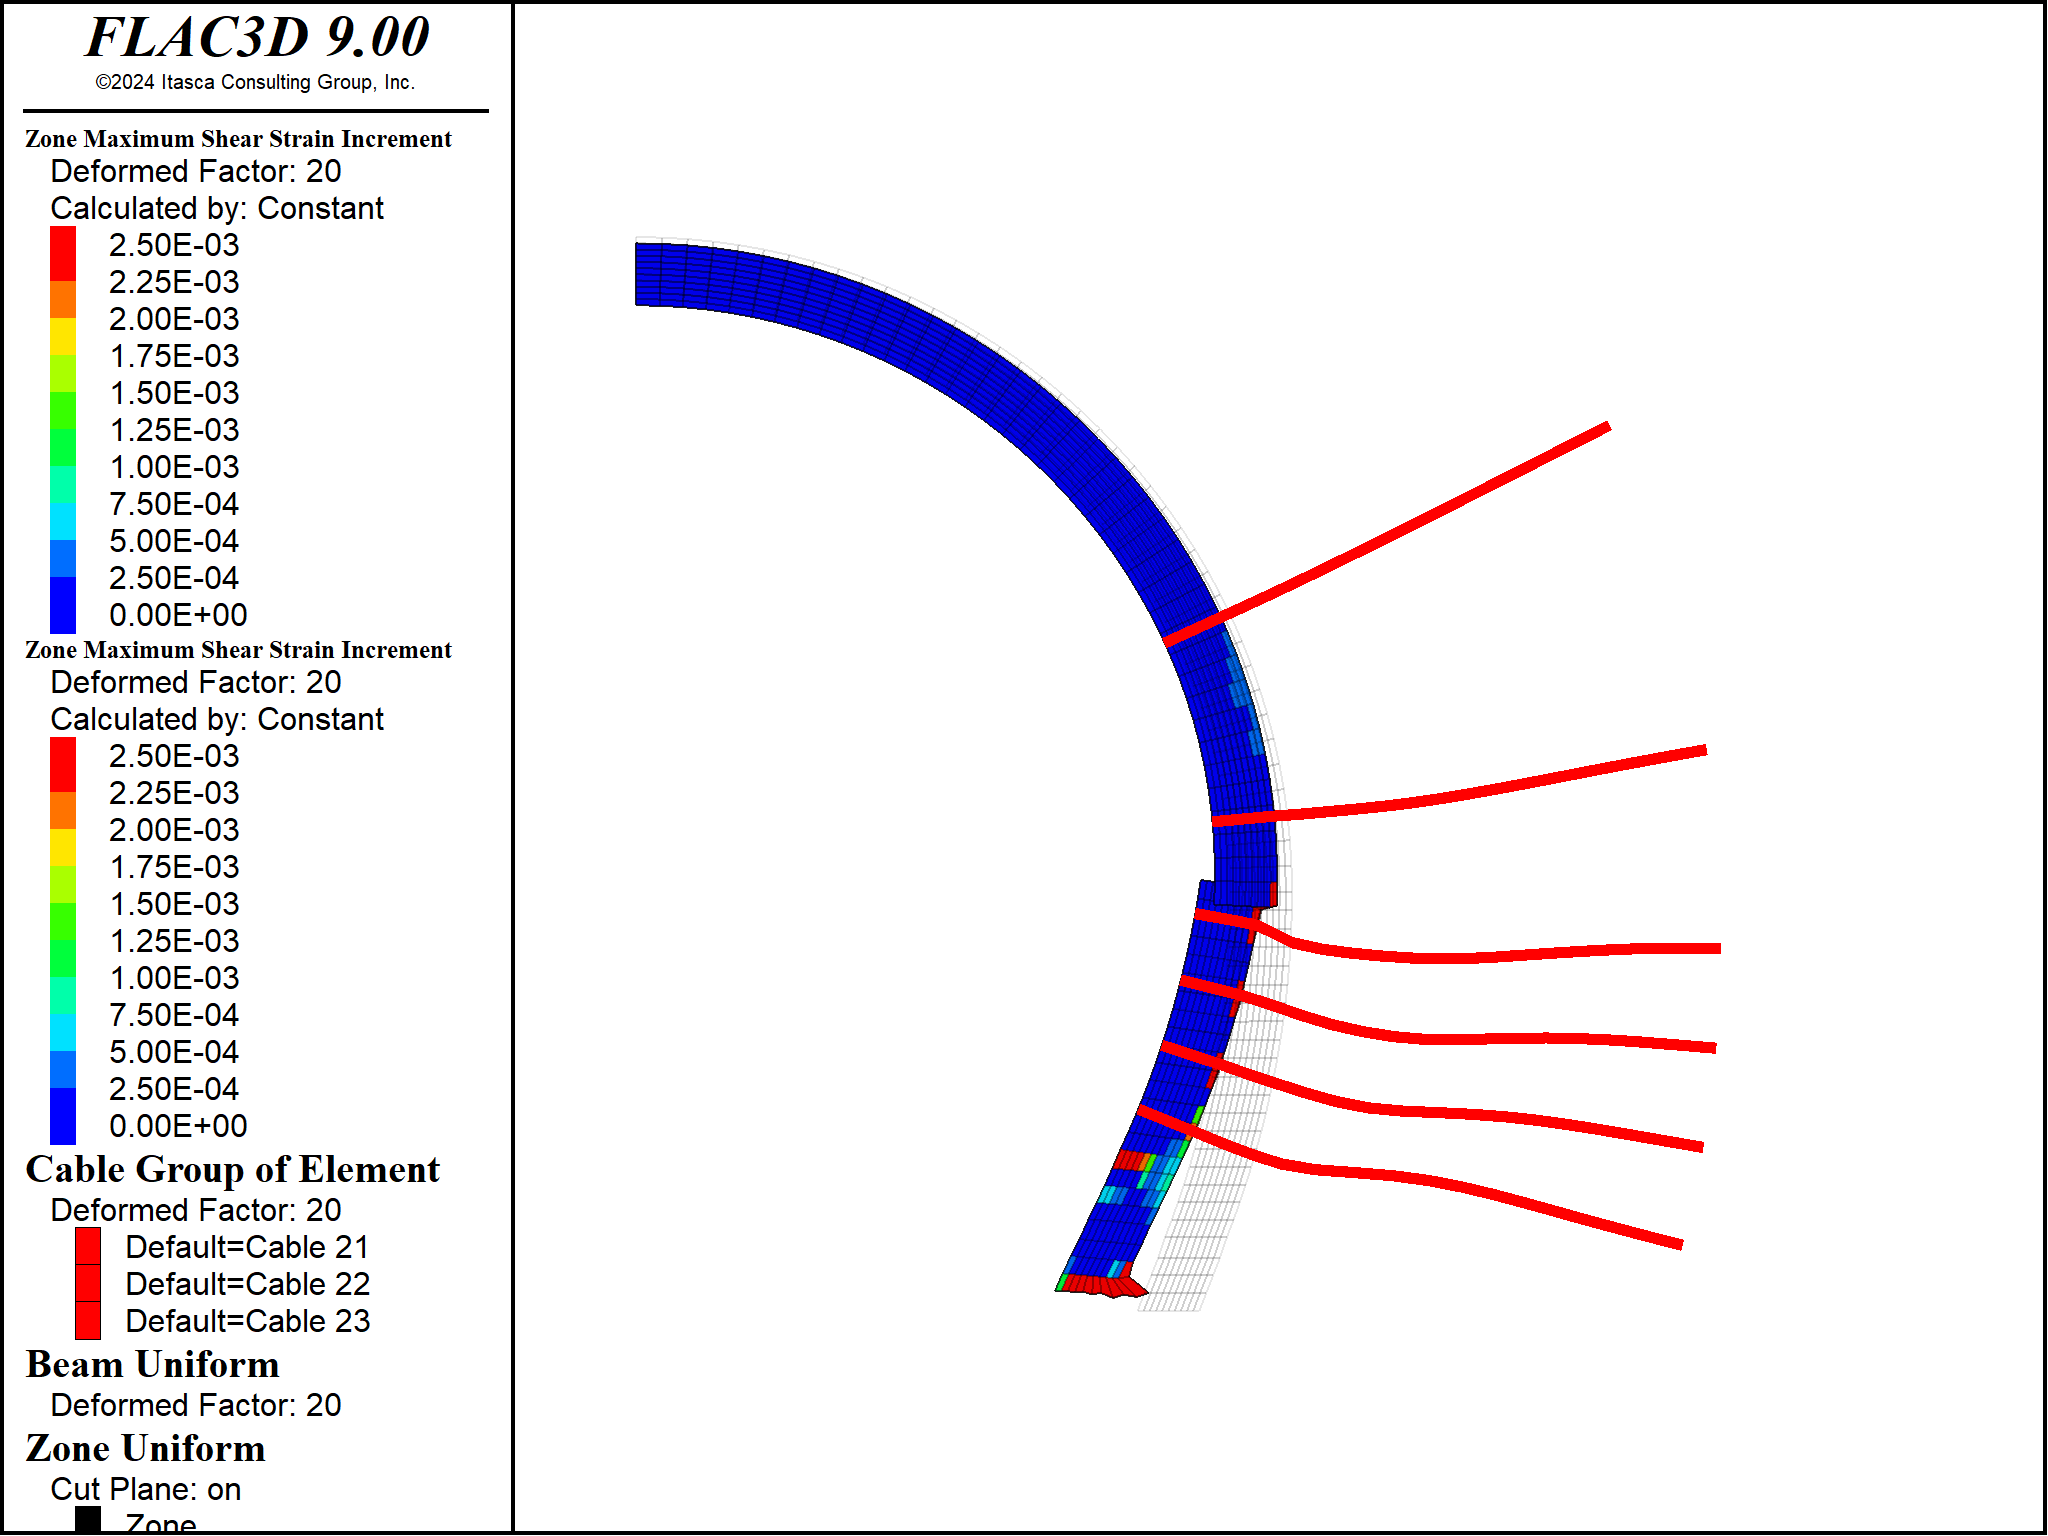 FLAC3D 9.00
©2024 Itasca Consulting Group, Inc.
Zone Maximum Shear Strain Increment
Deformed Factor: 20
Calculated by: Constant
2.50E-03
2.25E-03
2.00E-03
1.75E-03
1.50E-03
1.25E-03
1.00E-03
7.50E-04
5.00E-04
2.50E-04
0.00E+00
Zone Maximum Shear Strain Increment
Deformed Factor: 20
Calculated by: Constant
2.50E-03
2.25E-03
2.00E-03
1.75E-03
1.50E-03
1.25E-03
1.00E-03
7.50E-04
5.00E-04
2.50E-04
0.00E+00
Cable Group of Element
Deformed Factor: 20
Default=Cable 21
Default=Cable 22
Default=Cable 23
Beam Uniform
Deformed Factor: 20
Zone Uniform
Cut Plane: on
Zone